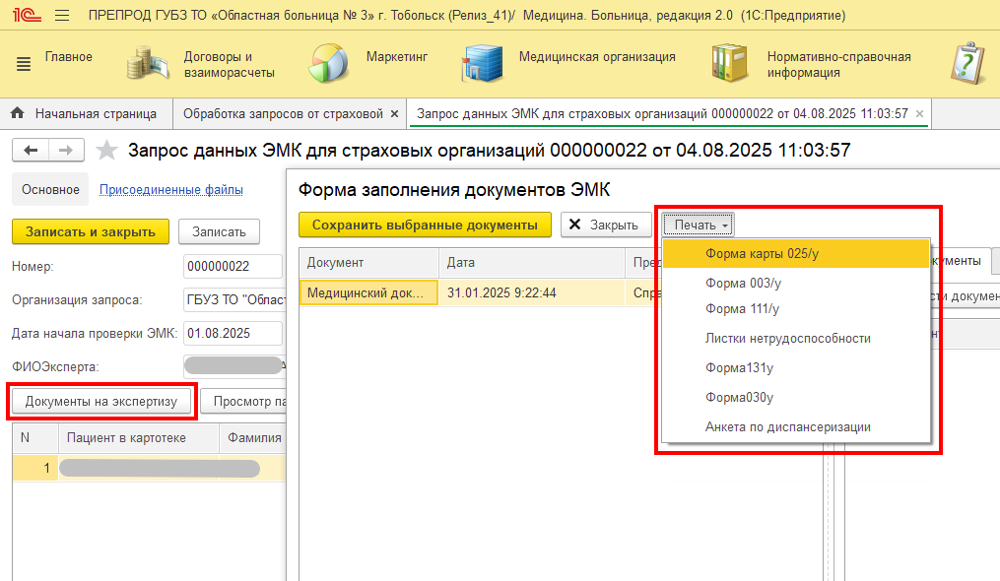 1С ПРЕПРОД ГУБЗ ТО «Областная больница № 3» г. Тобольск (Релиз_41)/ Медицина. Больница, редакция 2.0 (1С:Предприятие)
Главное
Договоры и
взаиморасчеты
Маркетинг
Медицинская организация
Нормативно-справочная
информация
Начальная страница
Обработка запросов от страховой ×
Запрос данных ЭМК для страховых организаций 000000022 от 04.08.2025 11:03:57 ×
Запрос данных ЭМК для страховых организаций 000000022 от 04.08.2025 11:03:57
Основное Присоединенные файлы
Записать и закрыть Записать
Номер: 000000022
Организация запроса: ГБУЗ ТО "Област
Дата начала проверки ЭМК: 01.08.2025
ФИОЭксперта:
Документы на экспертизу Просмотр па
N Пациент в картотеке Фамилия
1
Форма заполнения документов ЭМК
Сохранить выбранные документы Закрыть Печать
Документ Дата Пред
Медицинский док... 31.01.2025 9:22:44 Спра
Форма карты 025/у
Форма 003/у
Форма 111/у
Листки нетрудоспособности
Форма131у
Форма030у
Анкета по диспансеризации
кументы
сти докумен
нт